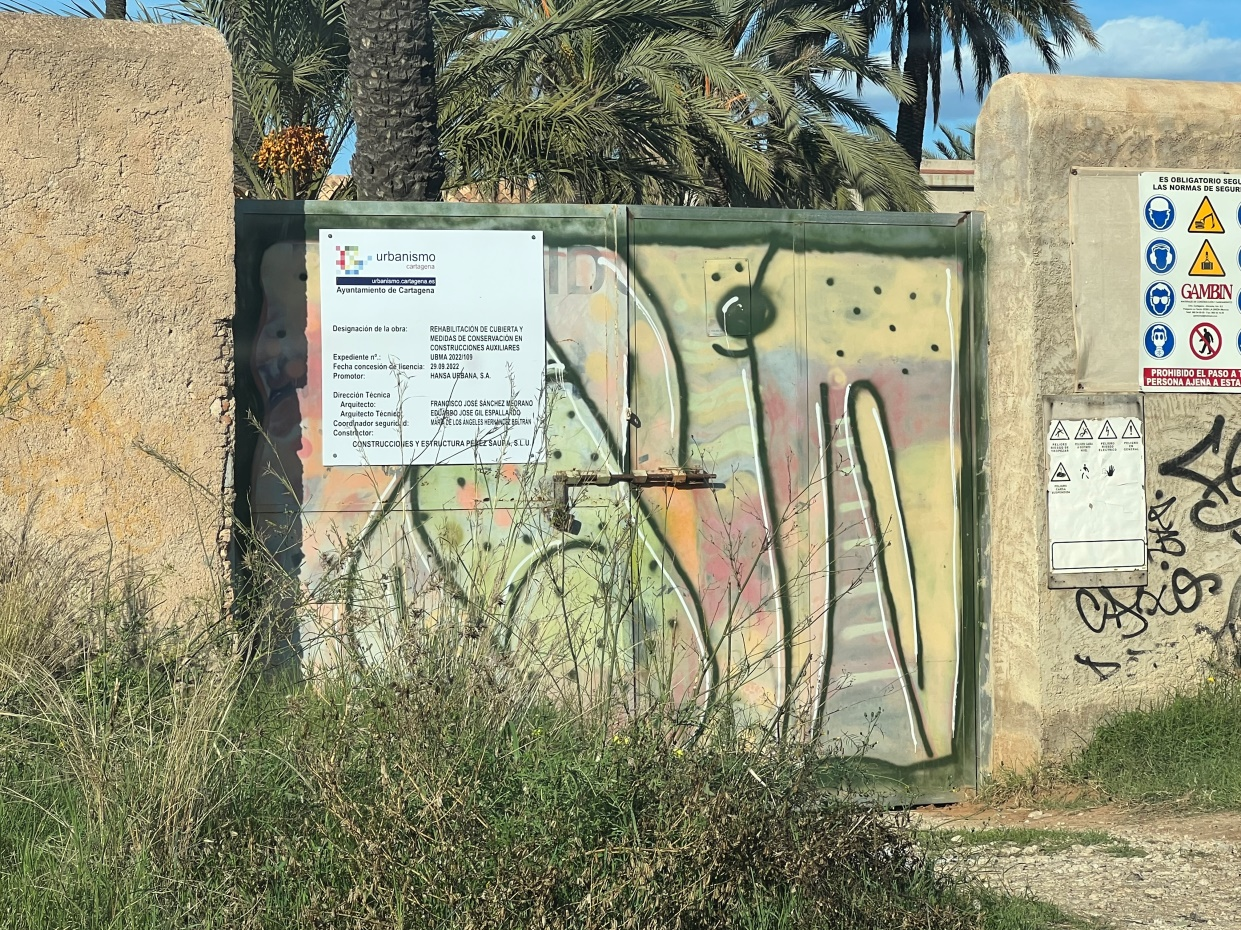 urbanismo
cartagena
urbanismo.cartagena.es
Ayuntamiento de Cartagena
Designación de la obra: REHABILITACIÓN DE CUBIERTA Y
MEDIDAS DE CONSERVACIÓN EN
CONSTRUCCIONES AUXILIARES
Expediente nº.: UBMA 2022/109
Fecha concesión de licencia: 29.09.2022
Promotor: HANSA URBANA, S.A.
Dirección Técnica
Arquitecto: FRANCISCO JOSÉ SÁNCHEZ MEDRANO
Arquitecto Técnico: EDUARDO JOSE GIL ESPALLARDO
Coordinador seguridad: MARÍA DE LOS ÁNGELES HERNÁNDEZ BELTRÁN
Constructor:
CONSTRUCCIONES Y ESTRUCTURA PEREZ SAURA, S.L.U.
ES OBLIGATORIO SEGU
LAS NORMAS DE SEGURI
GAMBIN
PROHIBIDO EL PASO A T
PERSONA AJENA A ESTA